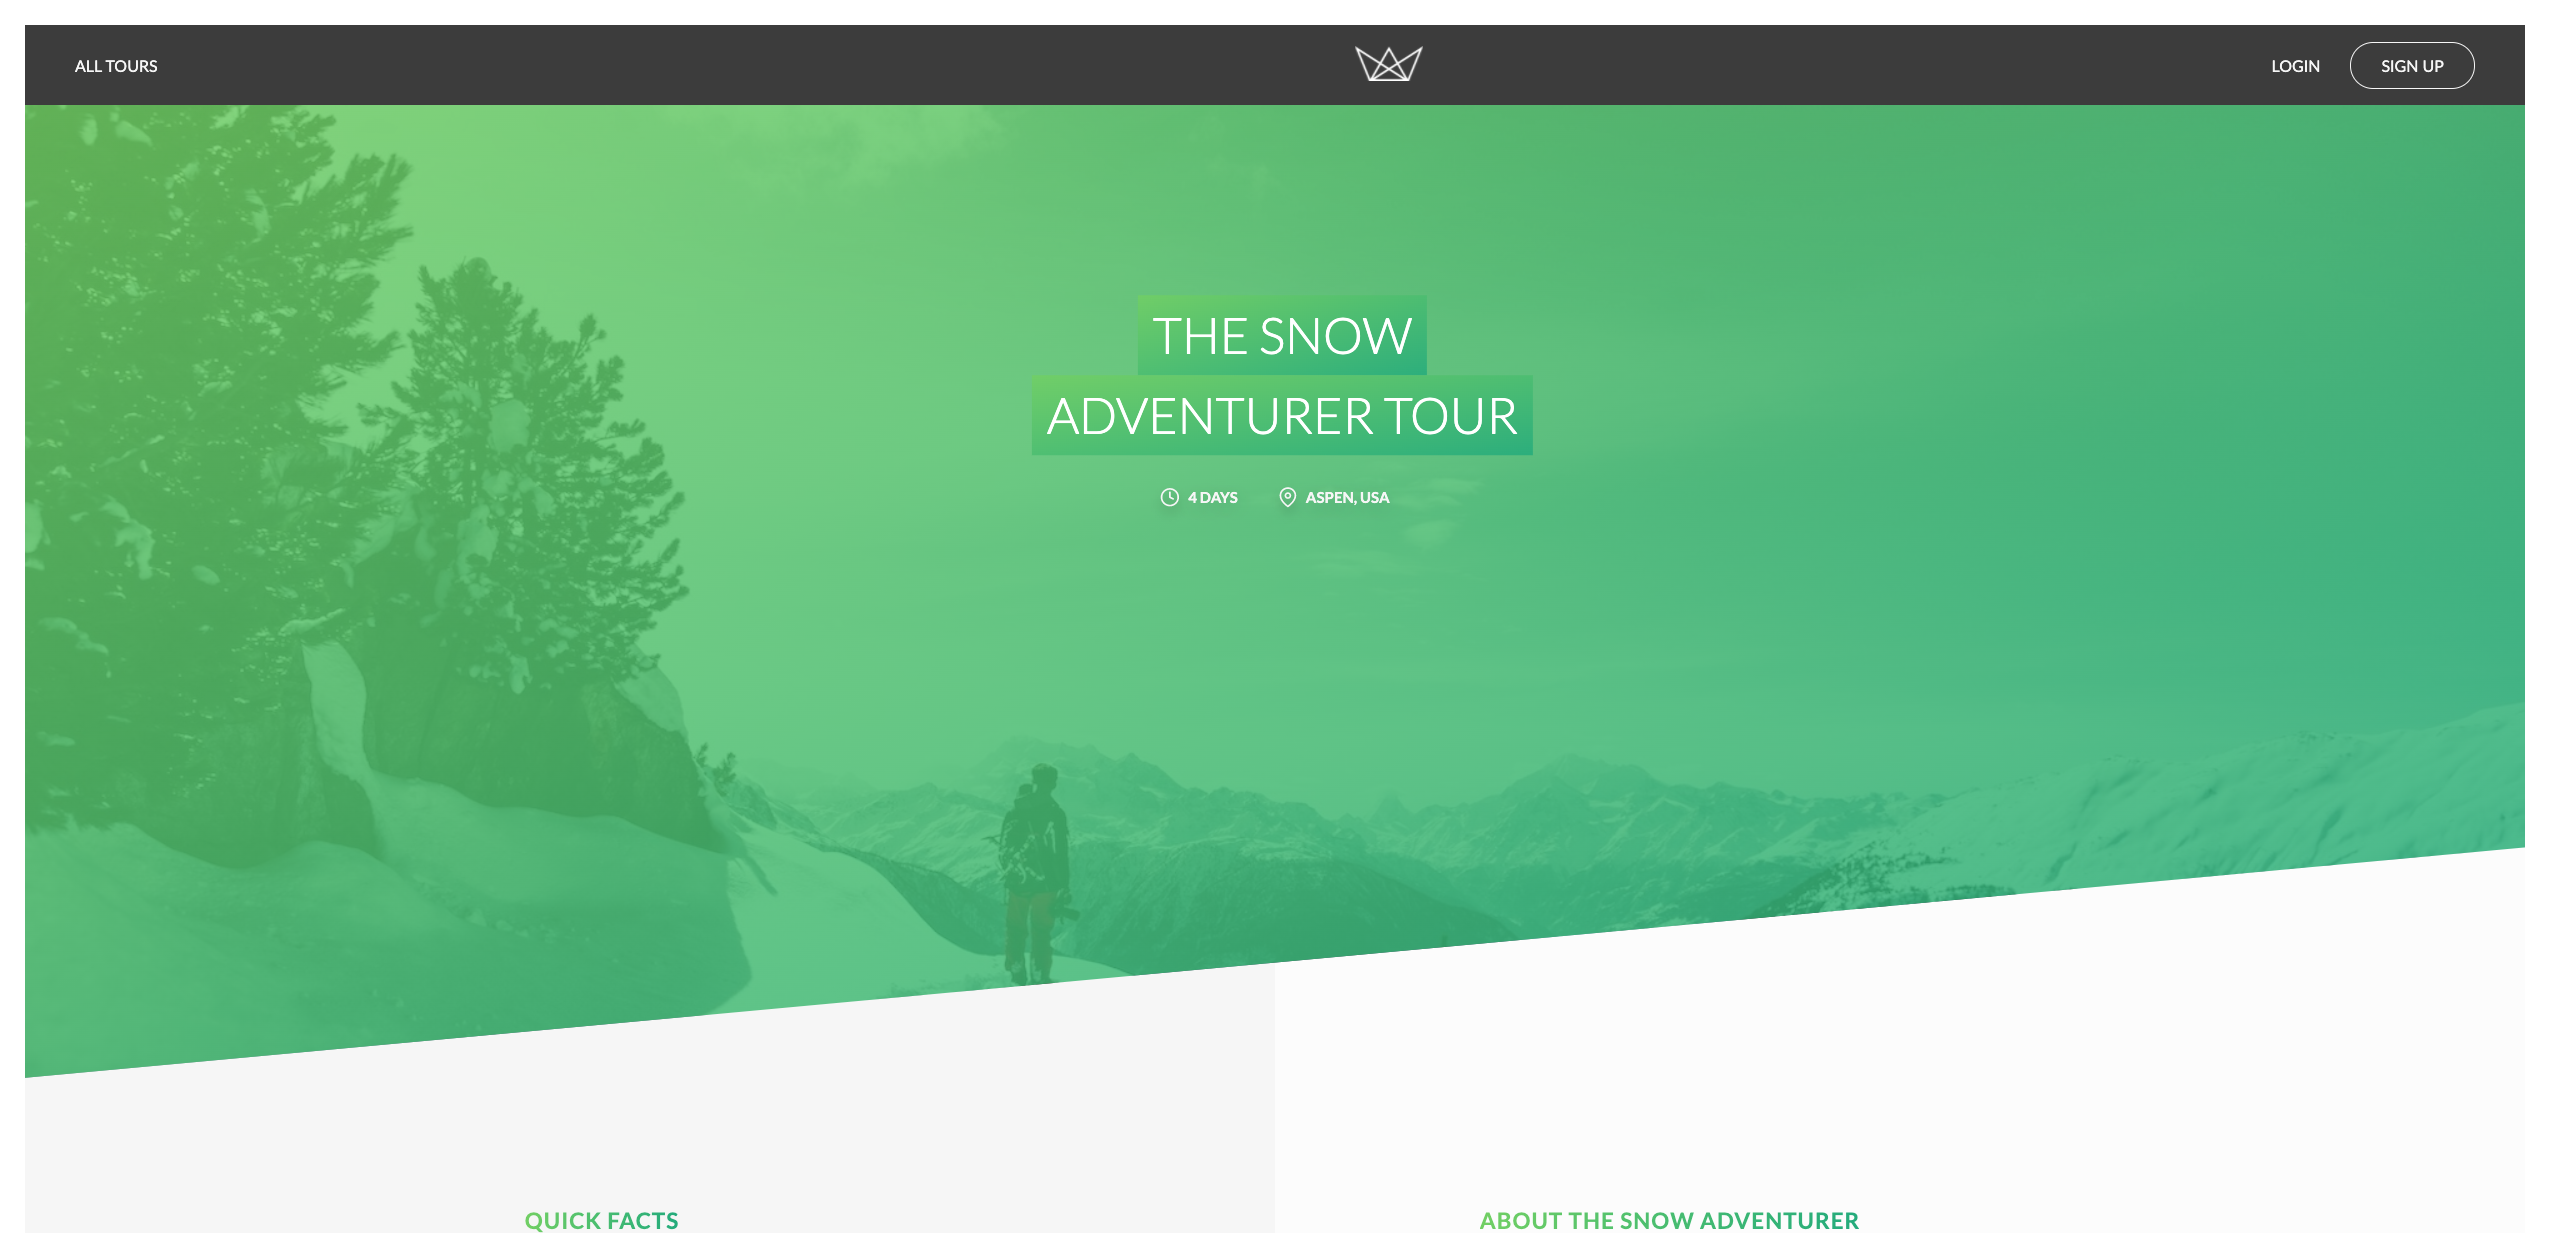 ALL TOURS
LOGIN
SIGN UP
THE SNOW
ADVENTURER TOUR
4 DAYS
ASPEN, USA
QUICK FACTS
ABOUT THE SNOW ADVENTURER